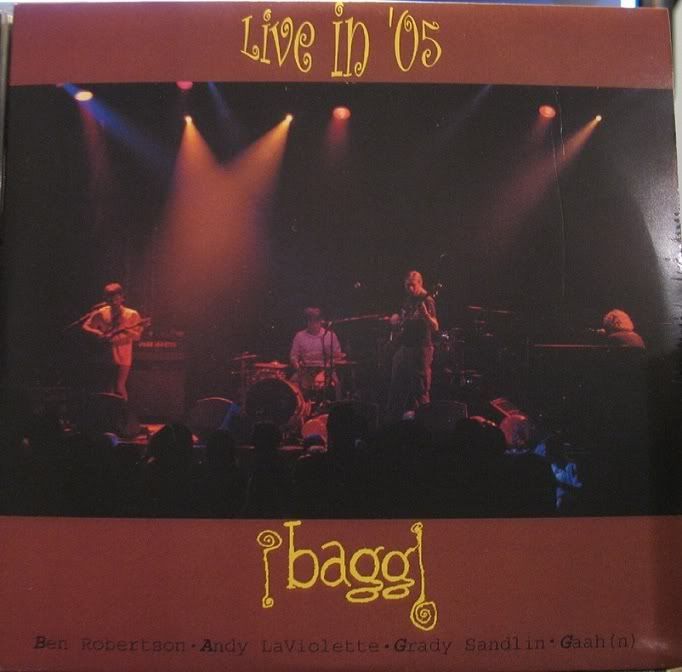 Live in '05
¡bagg!
Ben Robertson · Andy LaViolette · Grady Sandlin · Gaah(n)